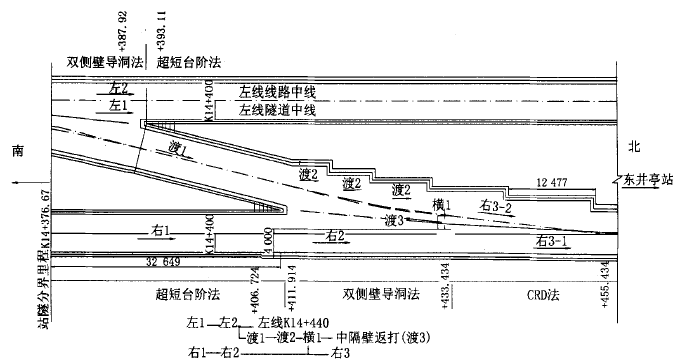 +387.92
+393.11
双侧壁导洞法
超短台阶法
左2
左1
K14+400
左线线路中线
左线隧道中线
南
北
渡1
渡2
渡2
渡2
12 477
东井亭站
横1
右3-2
渡3
站隧分界里程K14+376.67
右1
K14+400
4 000
右2
右3-1
32 649
+406.724
+411.914
+433.434
+455.434
超短台阶法
双侧壁导洞法
CRD法
左1—左2—左线K14+440
渡1—渡2—横1—中隔壁返打(渡3)
右1—右2—右3